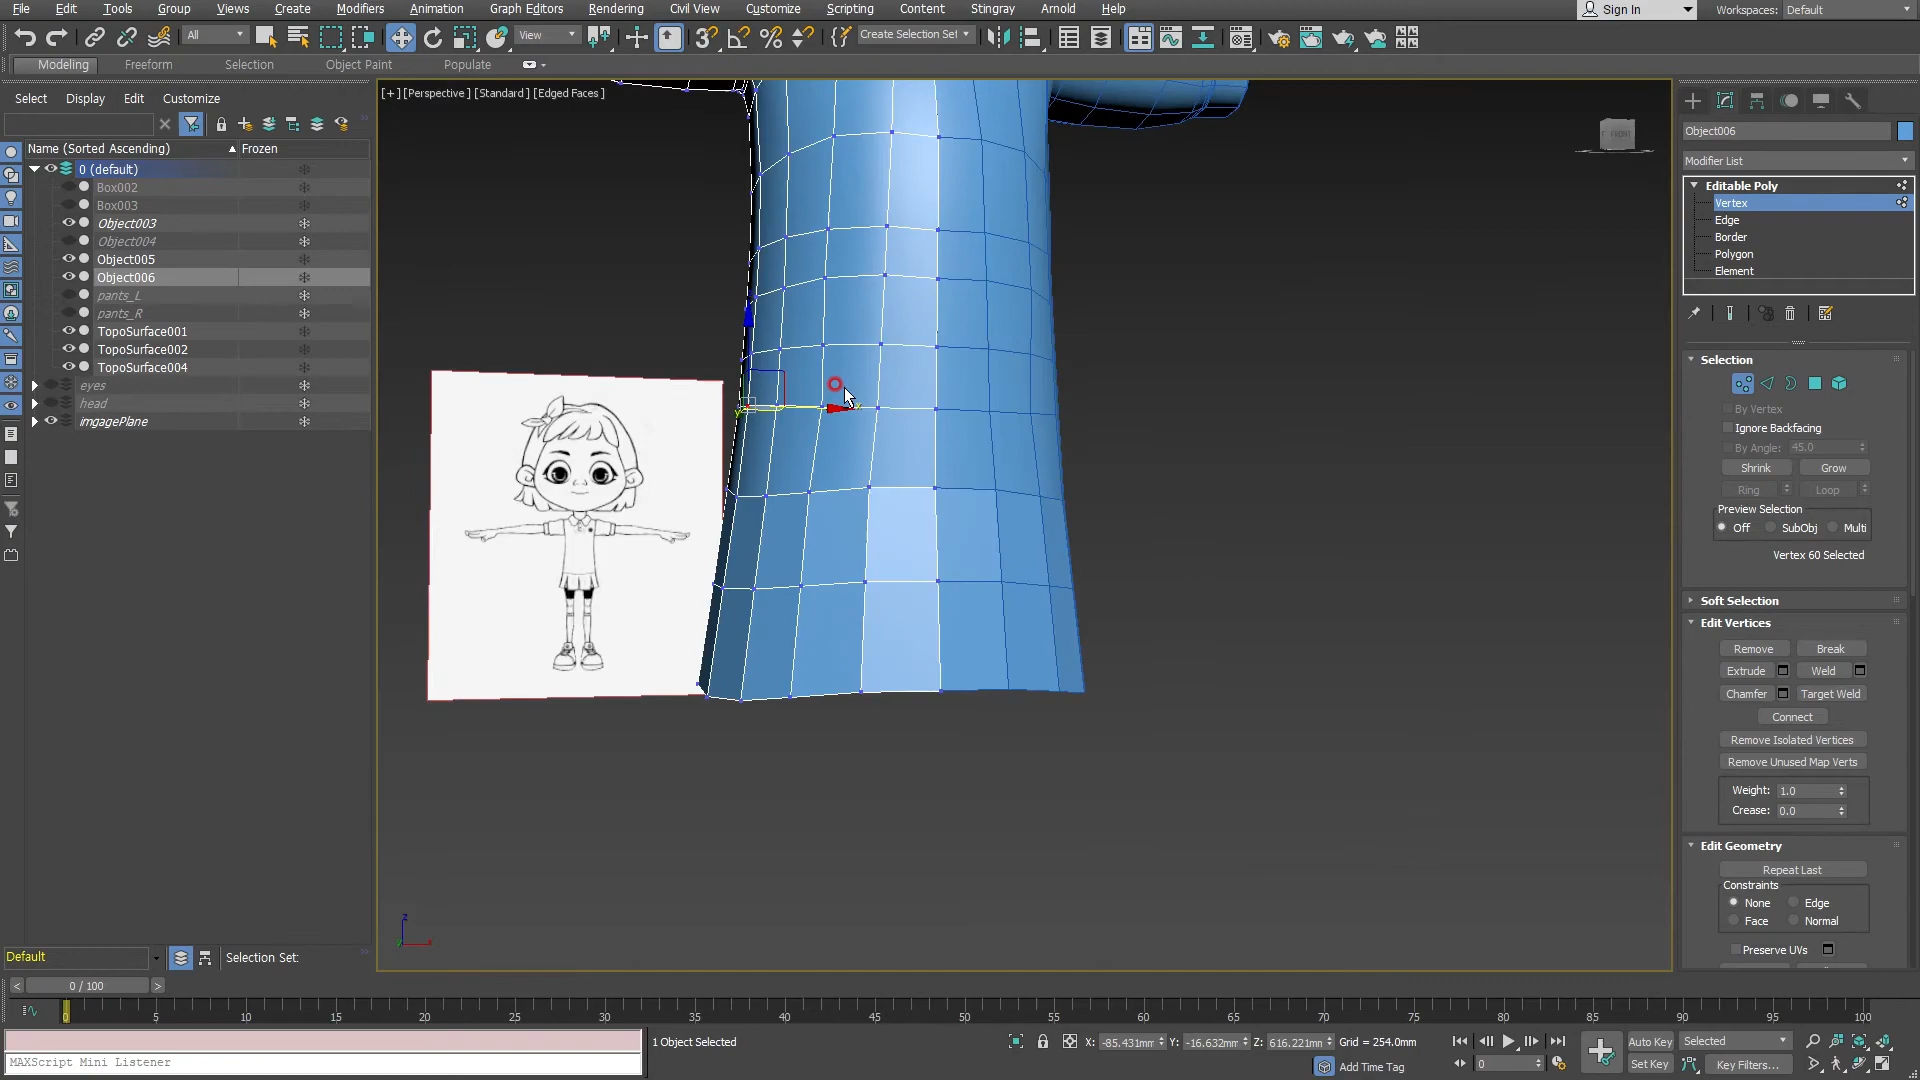 File Edit Tools Group Views Create Modifiers Animation Graph Editors Rendering Civil View Customize Scripting Content Stingray Arnold Help Sign In Workspaces: Default
All View Create Selection Set
Modeling Freeform Selection Object Paint Populate
Select Display Edit Customize
Name (Sorted Ascending) Frozen
0 (default)
Box002
Box003
Object003
Object004
Object005
Object006
pants_L
pants_R
TopoSurface001
TopoSurface002
TopoSurface004
eyes
head
imgagePlane
[+] [Perspective ] [Standard ] [Edged Faces ]
FRONT
x
y
z
x
Object006
Modifier List
Editable Poly
Vertex
Edge
Border
Polygon
Element
Selection
By Vertex
Ignore Backfacing
By Angle: 45.0
Shrink Grow
Ring Loop
Preview Selection
Off SubObj Multi
Vertex 60 Selected
Soft Selection
Edit Vertices
Remove Break
Extrude Weld
Chamfer Target Weld
Connect
Remove Isolated Vertices
Remove Unused Map Verts
Weight: 1.0
Crease: 0.0
Edit Geometry
Repeat Last
Constraints
None Edge
Face Normal
Preserve UVs
Default Selection Set:
< 0 / 100 >
0 5 10 15 20 25 30 35 40 45 50 55 60 65 70 75 80 85 90 95 100
1 Object Selected X: -85.431mm Y: -16.632mm Z: 616.221mm Grid = 254.0mm Auto Key Selected
MAXScript Mini Listener Add Time Tag 0 Set Key Key Filters...